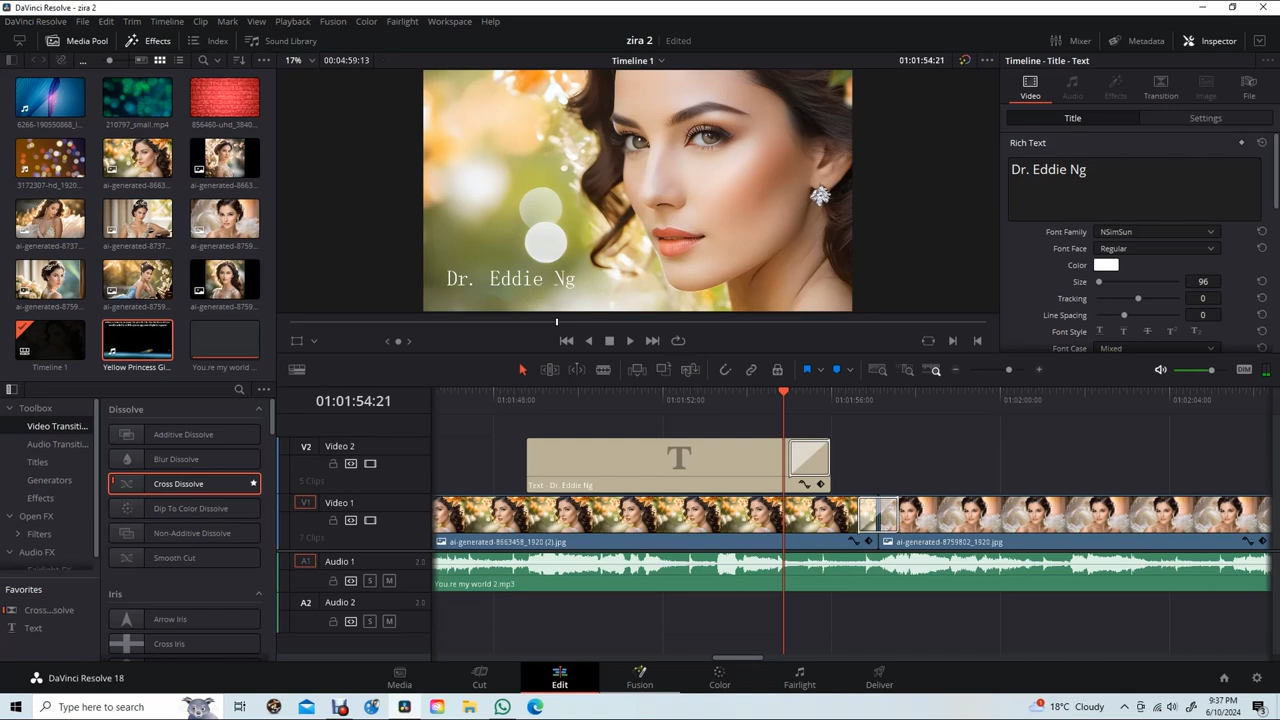 DaVinci Resolve - zira 2
DaVinci Resolve File Edit Trim Timeline Clip Mark View Playback Fusion Color Fairlight Workspace Help
Media Pool Effects Index Sound Library zira 2 Edited Mixer Metadata Inspector
... 17% 00:04:59:13 Timeline 1 01:01:54:21 Timeline - Title - Text
Video Audio Effects Transition Image File
Title Settings
6266-190550868_l... 210797_small.mp4 856460-uhd_3840...
3172307-hd_1920... ai-generated-8663... ai-generated-8663...
ai-generated-8737... ai-generated-8737... ai-generated-8759...
ai-generated-8759... ai-generated-8759... ai-generated-8759...
Timeline 1 Yellow Princess Gi... You.re my world ...
Dr. Eddie Ng
Rich Text
Dr. Eddie Ng
Font Family NSimSun
Font Face Regular
Color
Size 96
Tracking 0
Line Spacing 0
Font Style T T T T² T₂
Font Case Mixed
Toolbox
Video Transiti...
Audio Transiti...
Titles
Generators
Effects
Open FX
Filters
Audio FX
Favorites
Cross...solve
Text
Dissolve
Additive Dissolve
Blur Dissolve
Cross Dissolve
Dip To Color Dissolve
Non-Additive Dissolve
Smooth Cut
Iris
Arrow Iris
Cross Iris
DIM
01:01:54:21 01:01:48:00 01:01:52:00 01:01:56:00 01:02:00:00 01:02:04:00
V2 Video 2
5 Clips
T
Text - Dr. Eddie Ng
V1 Video 1
7 Clips
ai-generated-8663458_1920 (2).jpg ai-generated-8759802_1920.jpg
A1 Audio 1 2.0
S M
You.re my world 2.mp3
A2 Audio 2 2.0
S M
DaVinci Resolve 18 Media Cut Edit Fusion Color Fairlight Deliver
Type here to search 1 18°C Cloudy 9:37 PM
6/10/2024 3